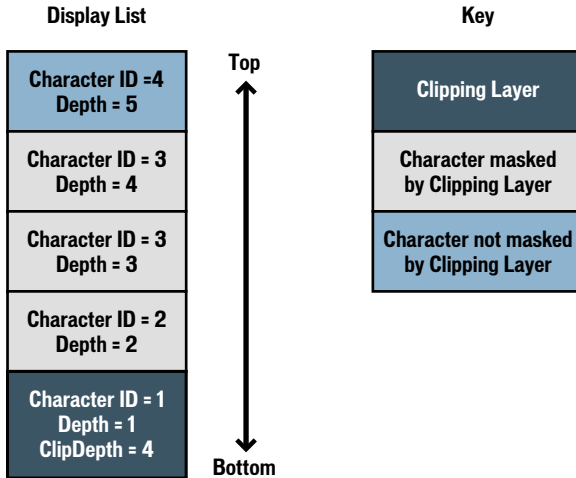 Display List
Character ID =4
Depth = 5
Character ID = 3
Depth = 4
Character ID = 3
Depth = 3
Character ID = 2
Depth = 2
Character ID = 1
Depth = 1
ClipDepth = 4
Top
Bottom
Key
Clipping Layer
Character masked
by Clipping Layer
Character not masked
by Clipping Layer